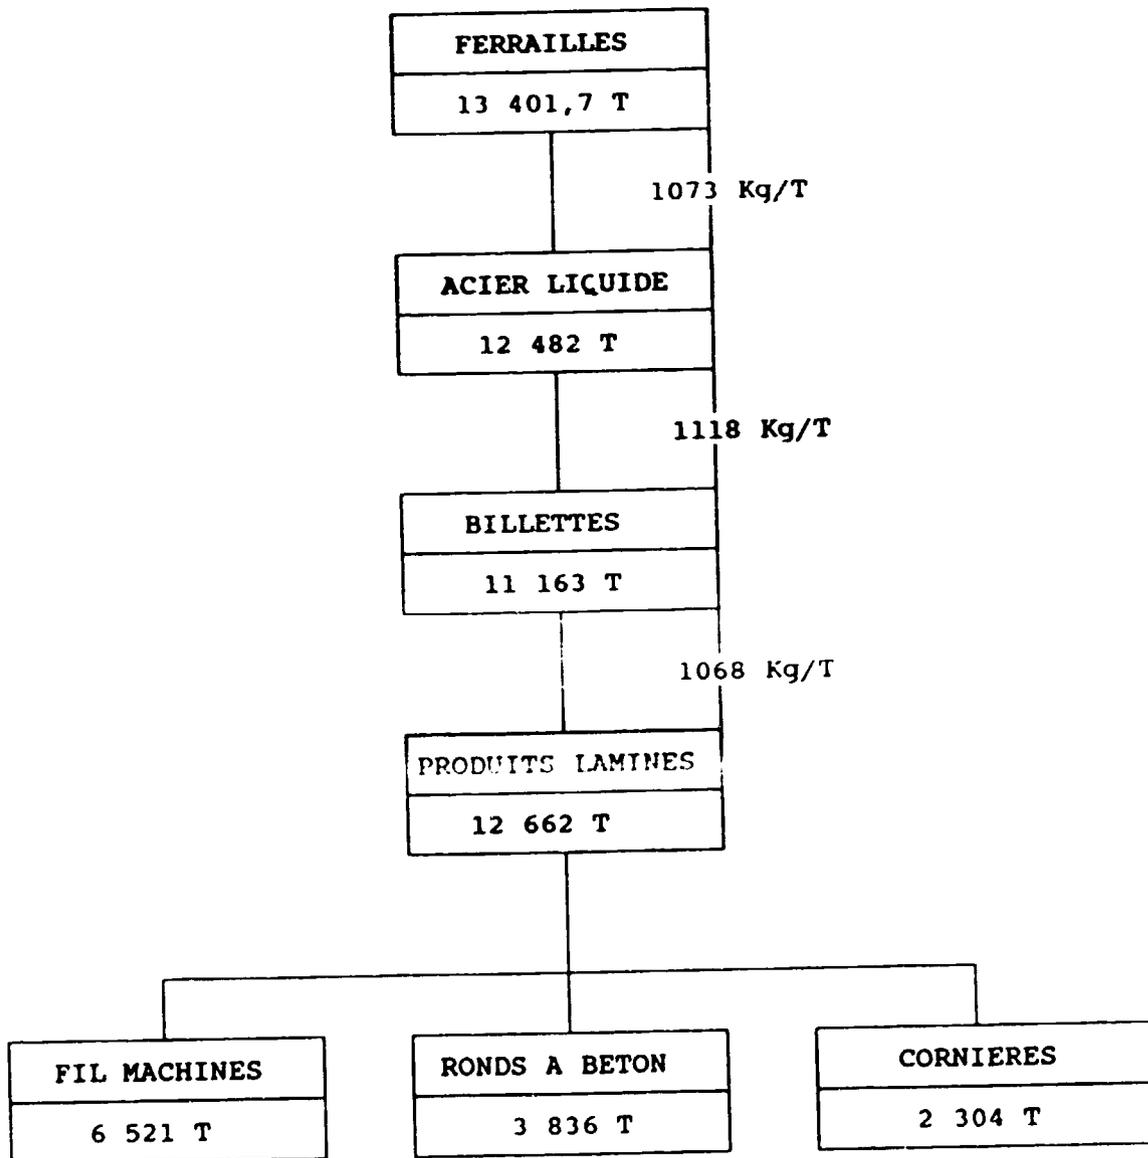 FERRAILLES
13 401,7 T
1073 Kg/T
ACIER LIQUIDE
12 482 T
1118 Kg/T
BILLETTES
11 163 T
1068 Kg/T
PRODUITS LAMINES
12 662 T
FIL MACHINES
6 521 T
RONDS A BETON
3 836 T
CORNIERES
2 304 T